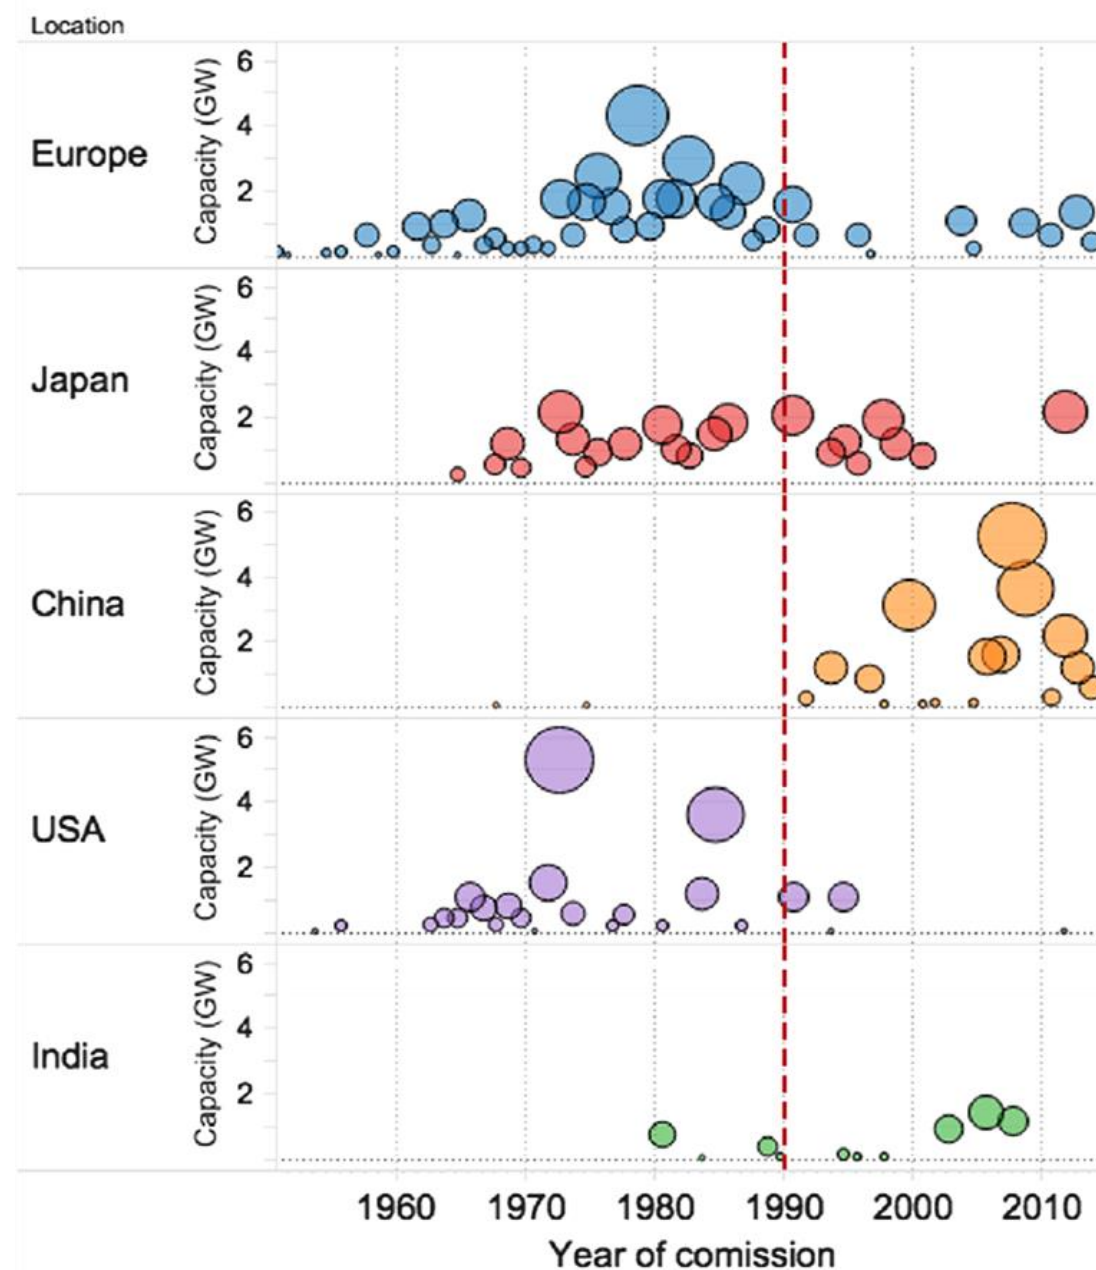 Location
Europe
Capacity (GW)
6
4
2
Japan
Capacity (GW)
6
4
2
China
Capacity (GW)
6
4
2
USA
Capacity (GW)
6
4
2
India
Capacity (GW)
6
4
2
1960 1970 1980 1990 2000 2010
Year of comission